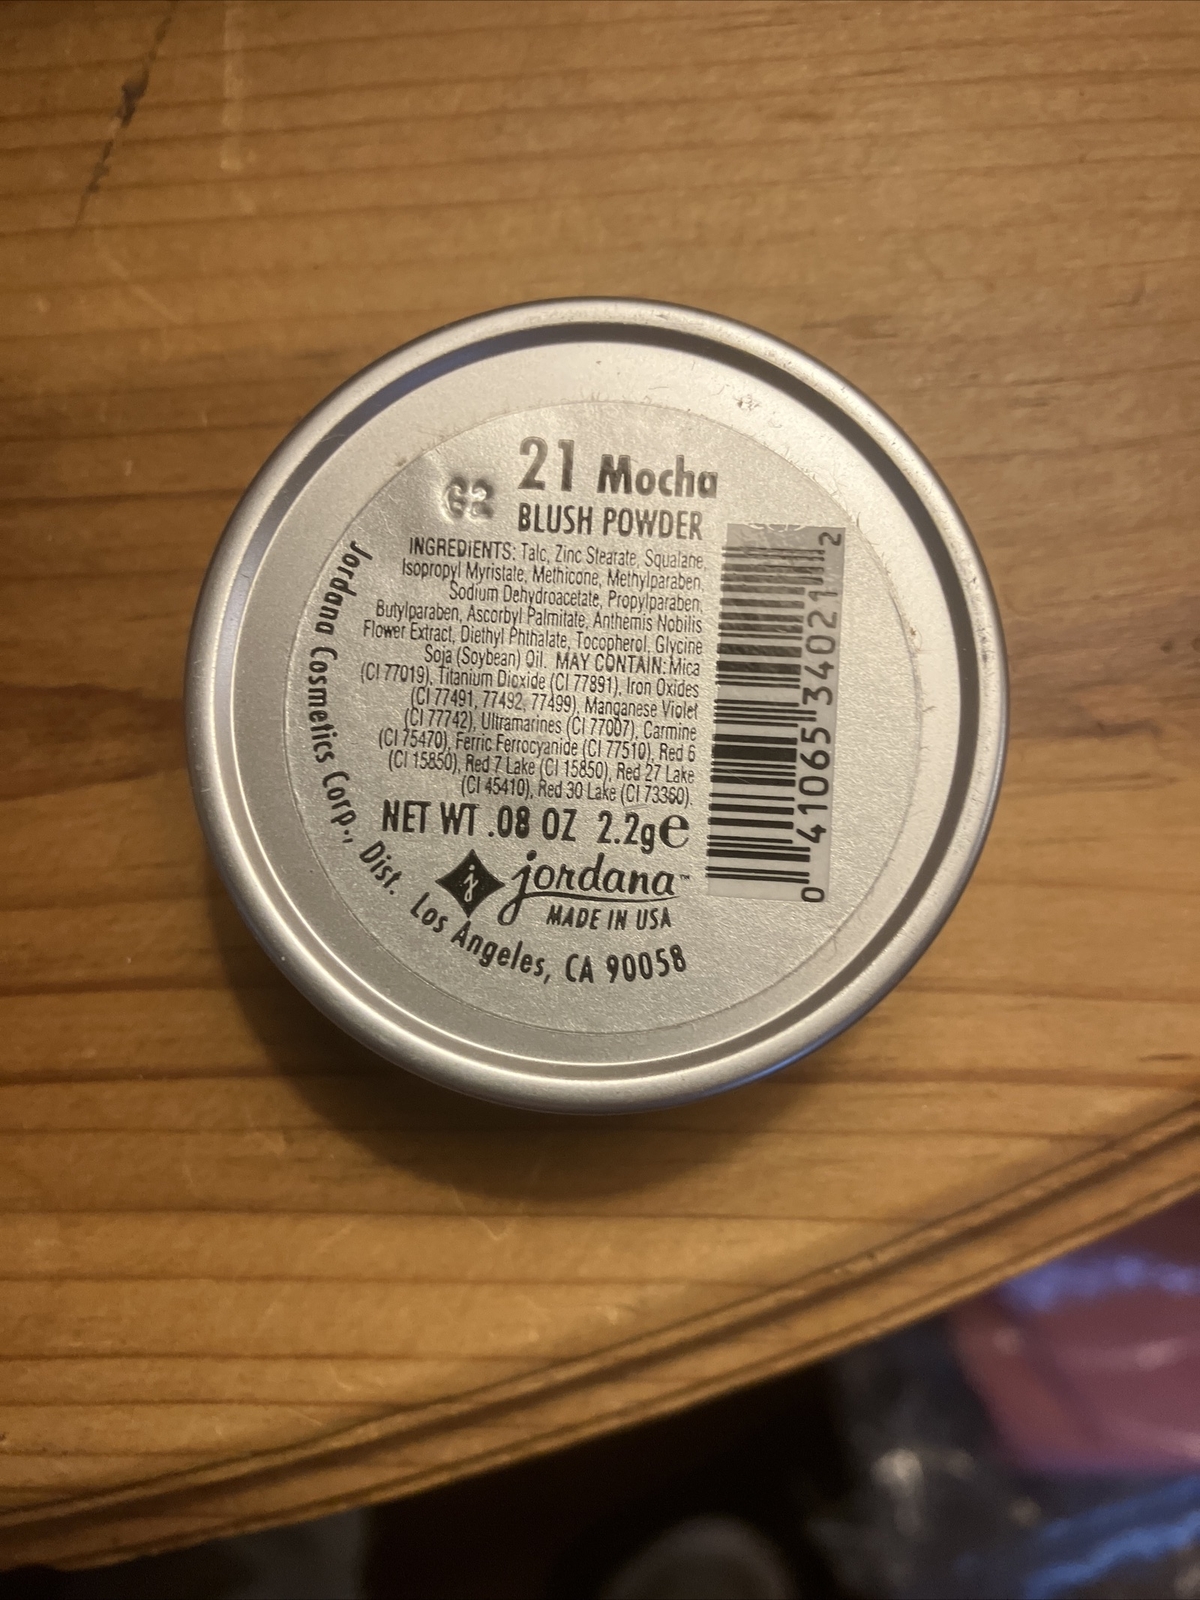 21 Mocha
G2
BLUSH POWDER
INGREDIENTS: Talc, Zinc Stearate, Squalane,
Isopropyl Myristate, Methicone, Methylparaben,
Sodium Dehydroacetate, Propylparaben,
Butylparaben, Ascorbyl Palmitate, Anthemis Nobilis
Flower Extract, Diethyl Phthalate, Tocopherol, Glycine
Soja (Soybean) Oil. MAY CONTAIN: Mica
(CI 77019), Titanium Dioxide (CI 77891), Iron Oxides
(CI 77491, 77492, 77499), Manganese Violet
(CI 77742), Ultramarines (CI 77007), Carmine
(CI 75470), Ferric Ferrocyanide (CI 77510), Red 6
(CI 15850), Red 7 Lake (CI 15850), Red 27 Lake
(CI 45410), Red 30 Lake (CI 73360).
NET WT .08 OZ 2.2g e
j jordana™
MADE IN USA
Jordana Cosmetics Corp., Dist. Los Angeles, CA 90058
0 41065 34021 2